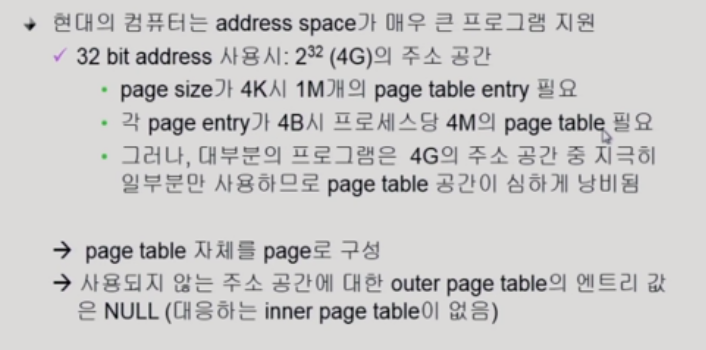 현대의 컴퓨터는 address space가 매우 큰 프로그램 지원
✓ 32 bit address 사용시: 2³² (4G)의 주소 공간
• page size가 4K시 1M개의 page table entry 필요
• 각 page entry가 4B시 프로세스당 4M의 page table 필요
• 그러나, 대부분의 프로그램은 4G의 주소 공간 중 지극히
일부분만 사용하므로 page table 공간이 심하게 낭비됨
→ page table 자체를 page로 구성
→ 사용되지 않는 주소 공간에 대한 outer page table의 엔트리 값
은 NULL (대응하는 inner page table이 없음)